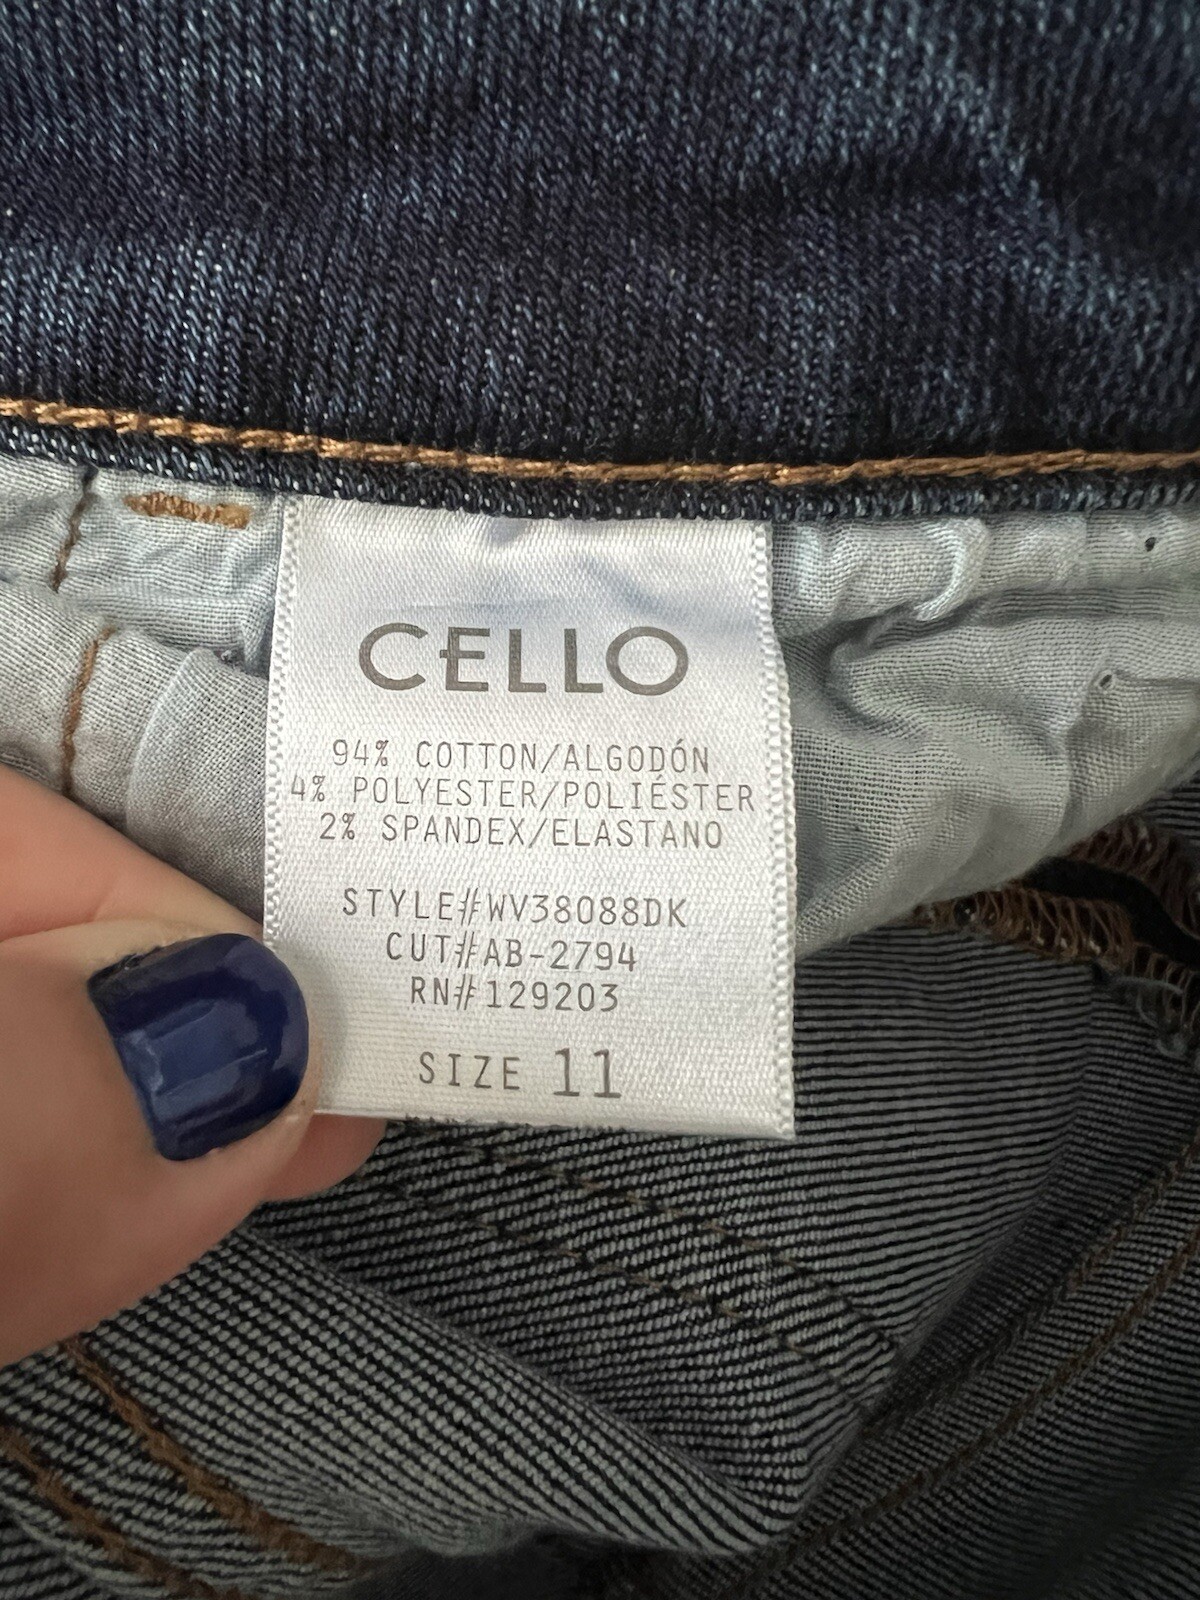 CELLO
94% COTTON/ALGODÓN
4% POLYESTER/POLIÉSTER
2% SPANDEX/ELASTANO
STYLE#WV38088DK
CUT#AB-2794
RN#129203
SIZE 11